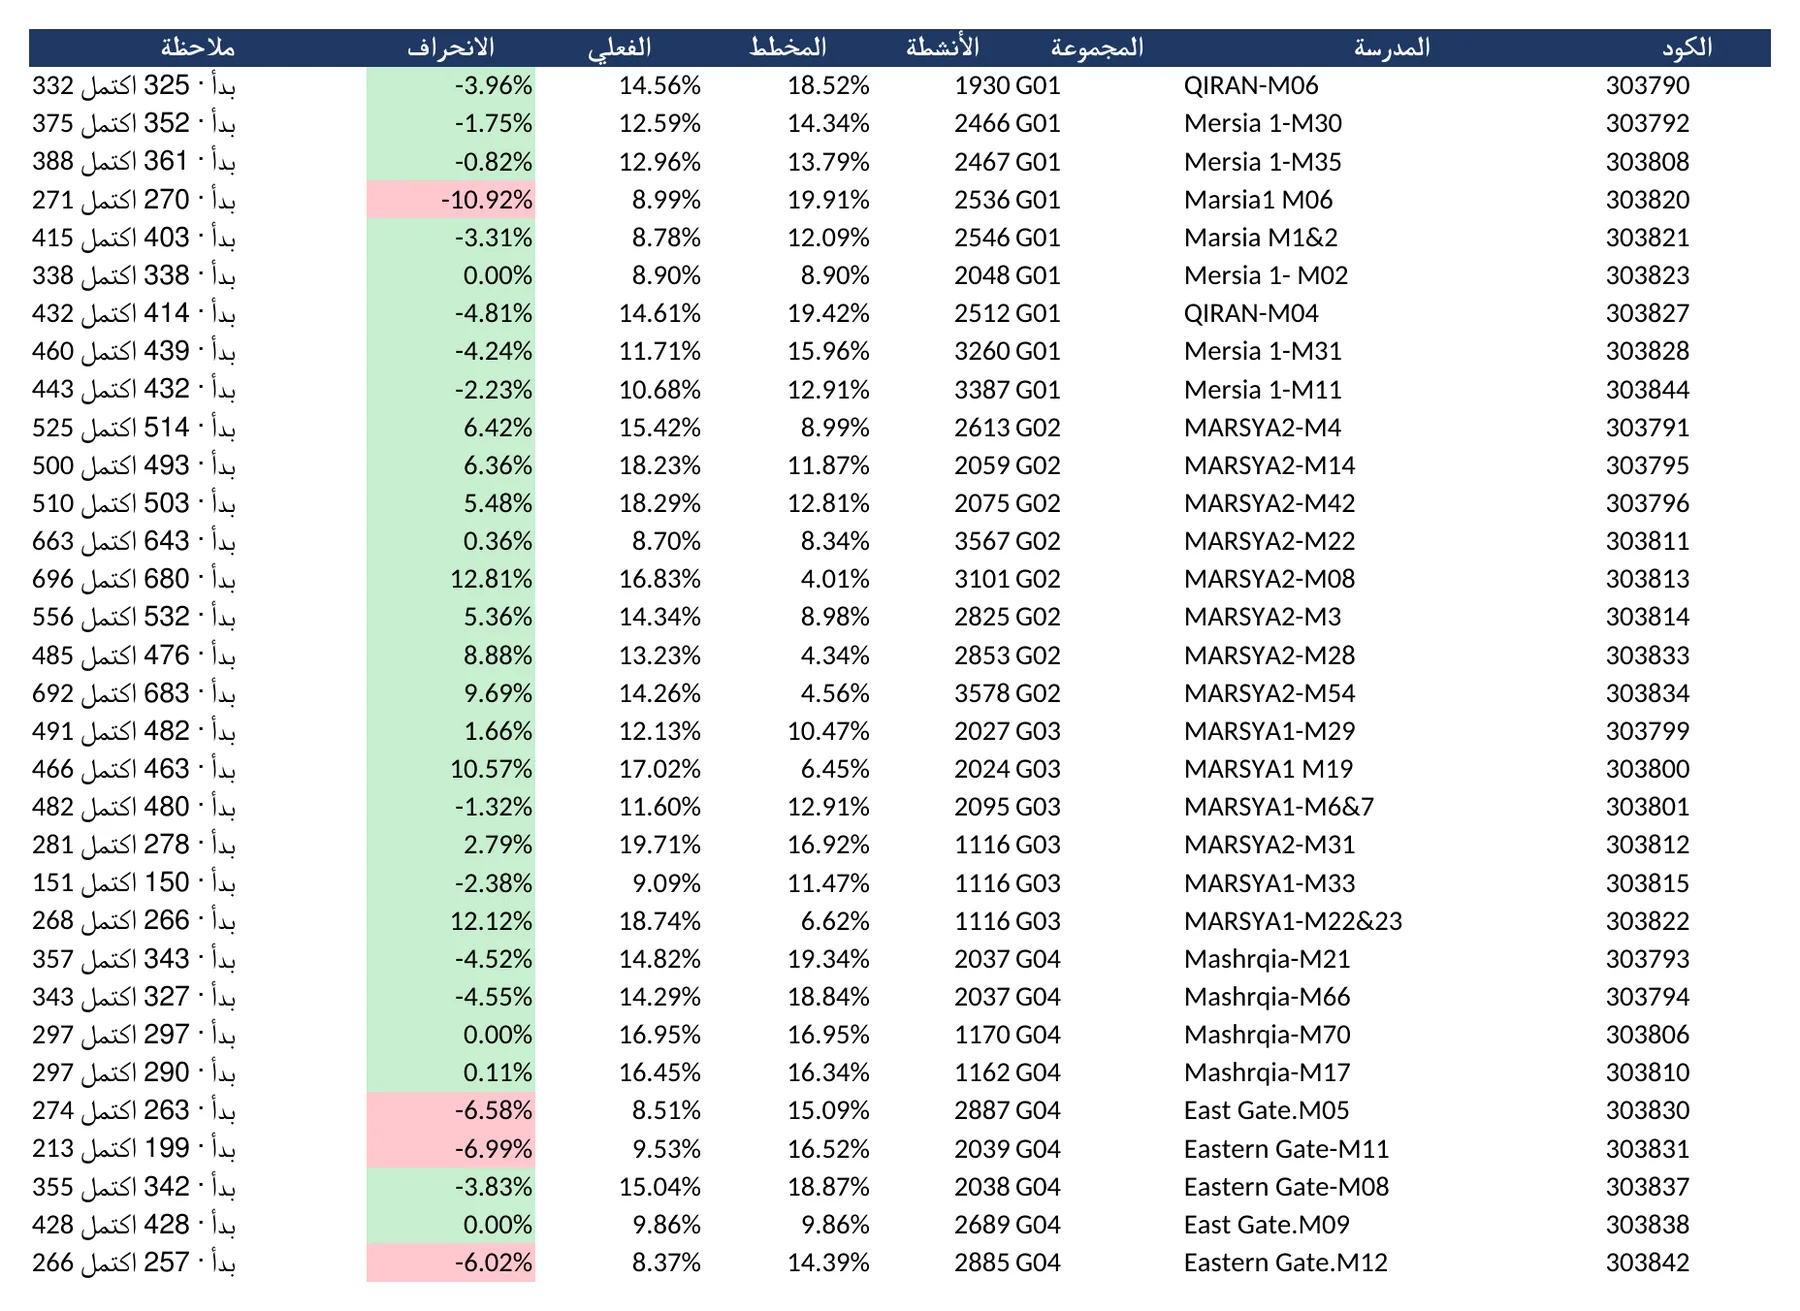 الكود المدرسة المجموعة الأنشطة المخطط الفعلي الانحراف ملاحظة
303790 QIRAN-M06 G01 1930 18.52% 14.56% -3.96% بدأ · 325 اكتمل 332
303792 Mersia 1-M30 G01 2466 14.34% 12.59% -1.75% بدأ · 352 اكتمل 375
303808 Mersia 1-M35 G01 2467 13.79% 12.96% -0.82% بدأ · 361 اكتمل 388
303820 Marsia1 M06 G01 2536 19.91% 8.99% -10.92% بدأ · 270 اكتمل 271
303821 Marsia M1&2 G01 2546 12.09% 8.78% -3.31% بدأ · 403 اكتمل 415
303823 Mersia 1- M02 G01 2048 8.90% 8.90% 0.00% بدأ · 338 اكتمل 338
303827 QIRAN-M04 G01 2512 19.42% 14.61% -4.81% بدأ · 414 اكتمل 432
303828 Mersia 1-M31 G01 3260 15.96% 11.71% -4.24% بدأ · 439 اكتمل 460
303844 Mersia 1-M11 G01 3387 12.91% 10.68% -2.23% بدأ · 432 اكتمل 443
303791 MARSYA2-M4 G02 2613 8.99% 15.42% 6.42% بدأ · 514 اكتمل 525
303795 MARSYA2-M14 G02 2059 11.87% 18.23% 6.36% بدأ · 493 اكتمل 500
303796 MARSYA2-M42 G02 2075 12.81% 18.29% 5.48% بدأ · 503 اكتمل 510
303811 MARSYA2-M22 G02 3567 8.34% 8.70% 0.36% بدأ · 643 اكتمل 663
303813 MARSYA2-M08 G02 3101 4.01% 16.83% 12.81% بدأ · 680 اكتمل 696
303814 MARSYA2-M3 G02 2825 8.98% 14.34% 5.36% بدأ · 532 اكتمل 556
303833 MARSYA2-M28 G02 2853 4.34% 13.23% 8.88% بدأ · 476 اكتمل 485
303834 MARSYA2-M54 G02 3578 4.56% 14.26% 9.69% بدأ · 683 اكتمل 692
303799 MARSYA1-M29 G03 2027 10.47% 12.13% 1.66% بدأ · 482 اكتمل 491
303800 MARSYA1 M19 G03 2024 6.45% 17.02% 10.57% بدأ · 463 اكتمل 466
303801 MARSYA1-M6&7 G03 2095 12.91% 11.60% -1.32% بدأ · 480 اكتمل 482
303812 MARSYA2-M31 G03 1116 16.92% 19.71% 2.79% بدأ · 278 اكتمل 281
303815 MARSYA1-M33 G03 1116 11.47% 9.09% -2.38% بدأ · 150 اكتمل 151
303822 MARSYA1-M22&23 G03 1116 6.62% 18.74% 12.12% بدأ · 266 اكتمل 268
303793 Mashrqia-M21 G04 2037 19.34% 14.82% -4.52% بدأ · 343 اكتمل 357
303794 Mashrqia-M66 G04 2037 18.84% 14.29% -4.55% بدأ · 327 اكتمل 343
303806 Mashrqia-M70 G04 1170 16.95% 16.95% 0.00% بدأ · 297 اكتمل 297
303810 Mashrqia-M17 G04 1162 16.34% 16.45% 0.11% بدأ · 290 اكتمل 297
303830 East Gate.M05 G04 2887 15.09% 8.51% -6.58% بدأ · 263 اكتمل 274
303831 Eastern Gate-M11 G04 2039 16.52% 9.53% -6.99% بدأ · 199 اكتمل 213
303837 Eastern Gate-M08 G04 2038 18.87% 15.04% -3.83% بدأ · 342 اكتمل 355
303838 East Gate.M09 G04 2689 9.86% 9.86% 0.00% بدأ · 428 اكتمل 428
303842 Eastern Gate.M12 G04 2885 14.39% 8.37% -6.02% بدأ · 257 اكتمل 266